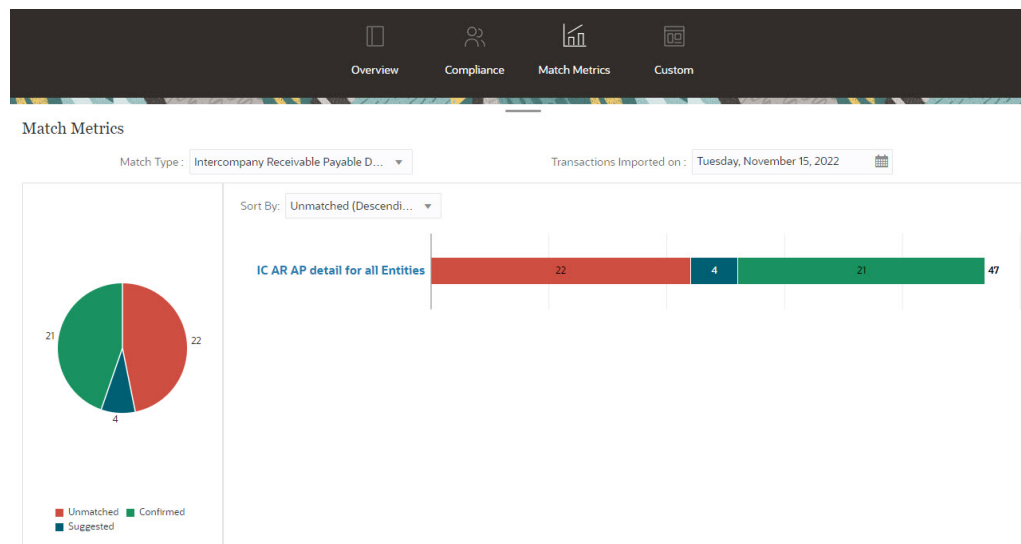 Overview Compliance Match Metrics Custom
Match Metrics
Match Type : Intercompany Receivable Payable D... Transactions Imported on : Tuesday, November 15, 2022
Sort By: Unmatched (Descendi...
IC AR AP detail for all Entities 22 4 21 47
21 22
4
Unmatched Confirmed
Suggested